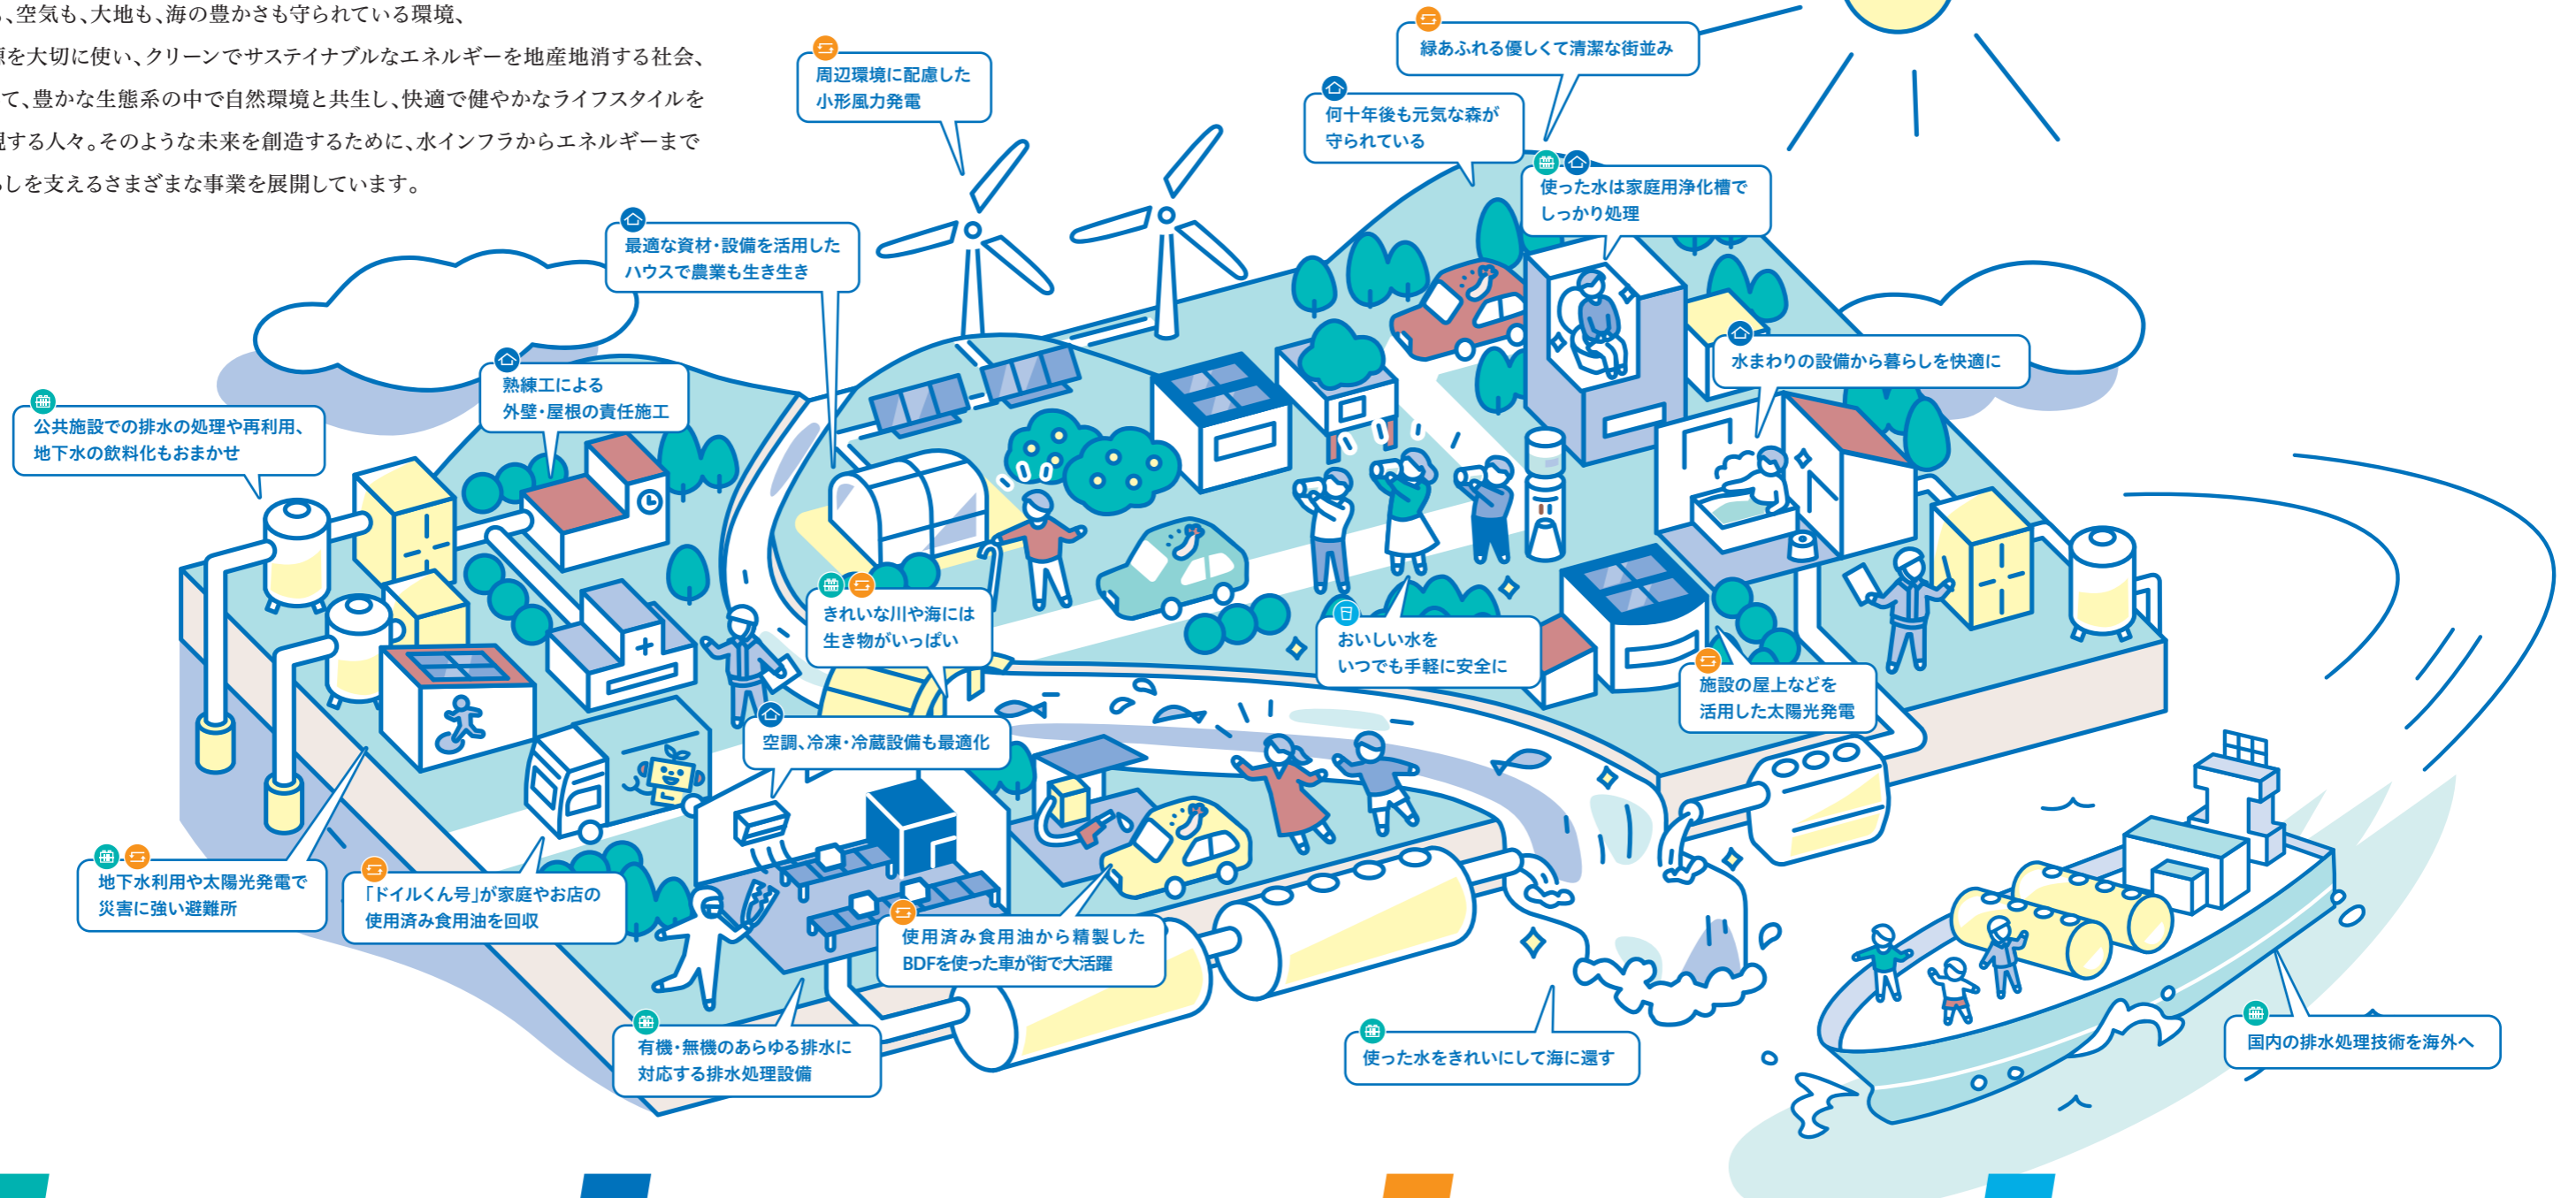 、空気も、大地も、海の豊かさも守られている環境、
を大切に使い、クリーンでサステイナブルなエネルギーを地産地消する社会、
て、豊かな生態系の中で自然環境と共生し、快適で健やかなライフスタイルを
する人々。そのような未来を創造するために、水インフラからエネルギーまで
しを支えるさまざまな事業を展開しています。
緑あふれる優しくて清潔な街並み
周辺環境に配慮した
小形風力発電
何十年後も元気な森が
守られている
使った水は家庭用浄化槽で
しっかり処理
最適な資材・設備を活用した
ハウスで農業も生き生き
水まわりの設備から暮らしを快適に
熟練工による
外壁・屋根の責任施工
公共施設での排水の処理や再利用、
地下水の飲料化もおまかせ
きれいな川や海には
生き物がいっぱい
おいしい水を
いつでも手軽に安全に
施設の屋上などを
活用した太陽光発電
空調、冷凍・冷蔵設備も最適化
地下水利用や太陽光発電で
災害に強い避難所
「ドイルくん号」が家庭やお店の
使用済み食用油を回収
使用済み食用油から精製した
BDFを使った車が街で大活躍
有機・無機のあらゆる排水に
対応する排水処理設備
使った水をきれいにして海に還す
国内の排水処理技術を海外へ